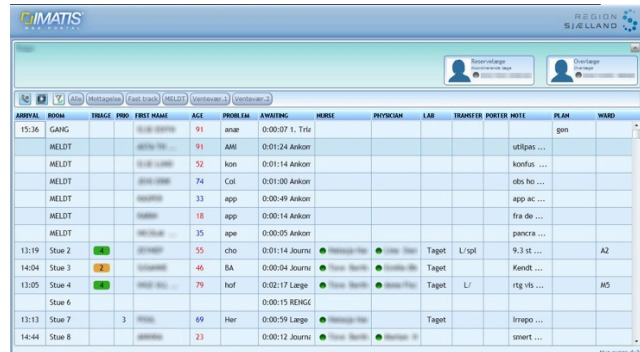 IMATIS
WEB PORTAL
REGION
SJÆLLAND
Reservelæge
Overlæge
Alle Mottagelse Fast track MELDT Ventevær.1 Ventevær.2
ARRIVAL ROOM TRIAGE PRIO FIRST NAME AGE PROBLEM AWAITING NURSE PHYSICIAN LAB TRANSFER PORTER NOTE PLAN WARD
15:36 GANG 91 anæ 0:00:07 1. Tria gøn
MELDT 91 AMI 0:01:24 Ankom utilpas ...
MELDT 52 kon 0:01:14 Ankom konfus ...
MELDT 74 Col 0:01:00 Ankom obs ho ...
MELDT 33 app 0:00:49 Ankom app ac ...
MELDT 18 app 0:00:14 Ankom fra de ...
MELDT 35 ape 0:00:05 Ankom pancra ...
13:19 Stue 2 4 55 cho 0:01:14 Journa Taget L/spl 9.3 st ... A2
14:04 Stue 3 2 46 BA 0:00:04 Journa Taget Kendt ...
13:05 Stue 4 4 79 hof 0:02:17 Læge Taget L/ rtg vis ... M5
Stue 6 0:00:15 RENGC
13:13 Stue 7 3 69 Her 0:00:59 Læge Taget Irrepo ...
14:44 Stue 8 23 0:00:12 Journa smert ...